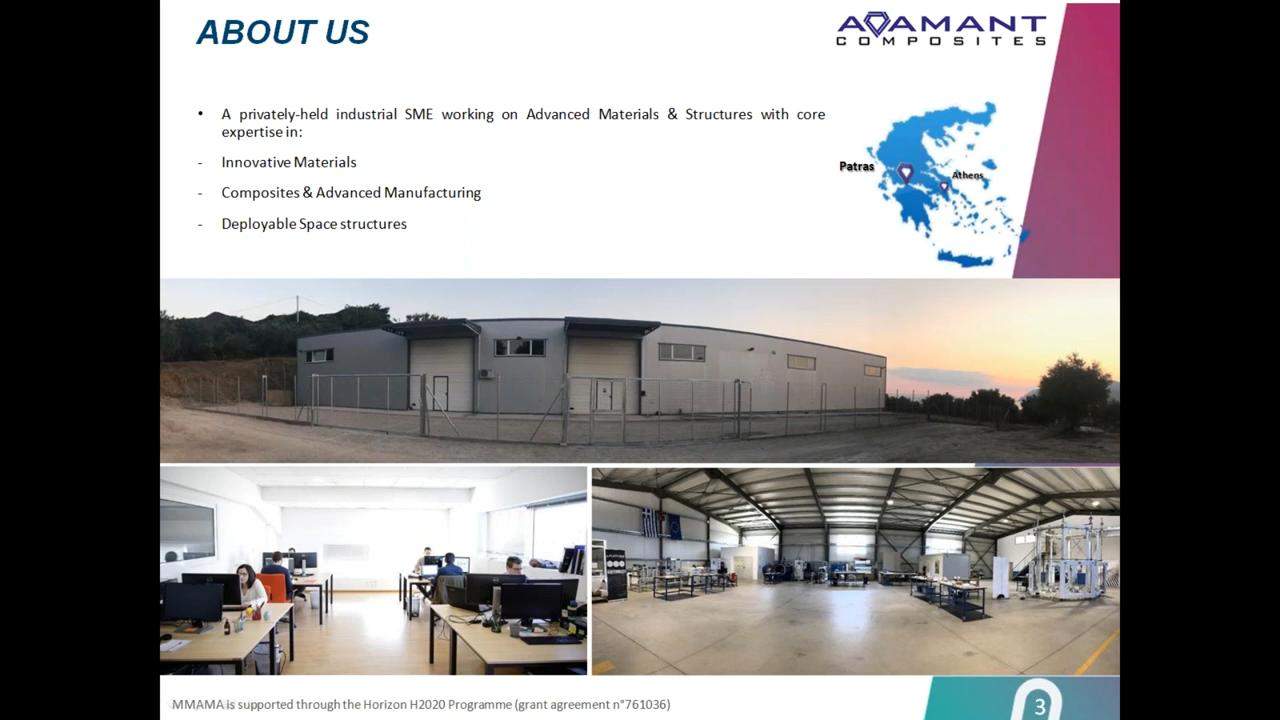 ABOUT US
ADAMANT
COMPOSITES
• A privately-held industrial SME working on Advanced Materials & Structures with core
expertise in:
- Innovative Materials
- Composites & Advanced Manufacturing
- Deployable Space structures
Patras
Athens
MMAMA is supported through the Horizon H2020 Programme (grant agreement n°761036)
3